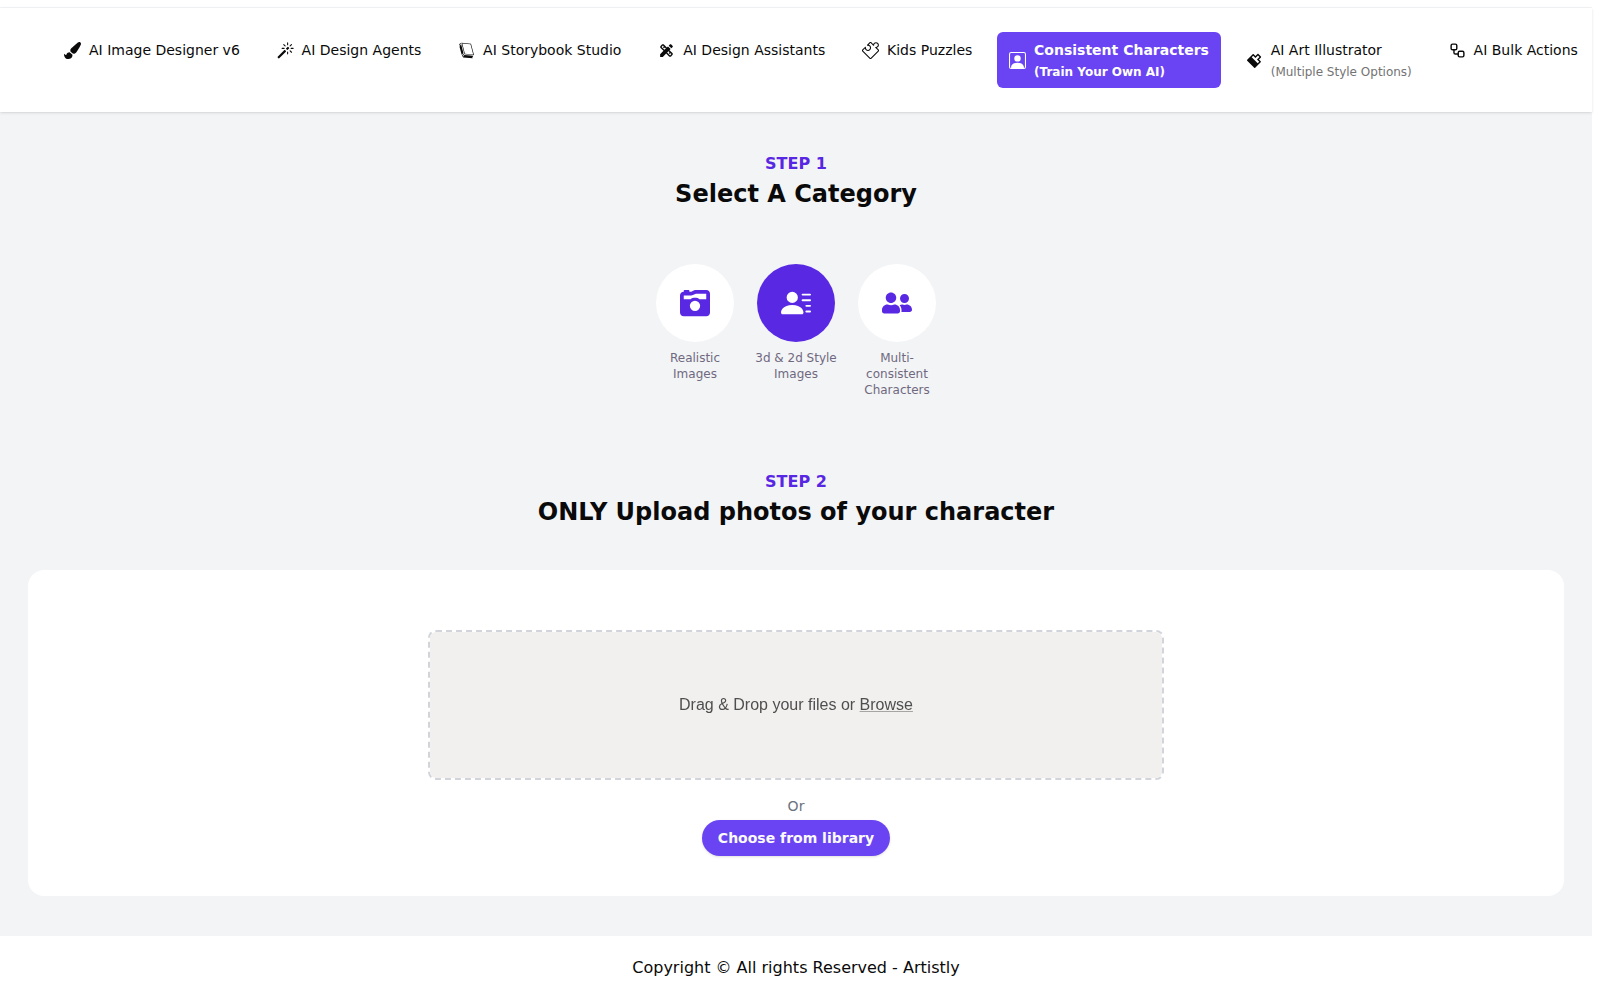 AI Image Designer v6
AI Design Agents
AI Storybook Studio
AI Design Assistants
Kids Puzzles
Consistent Characters
(Train Your Own AI)
AI Art Illustrator
(Multiple Style Options)
AI Bulk Actions
STEP 1
Select A Category
Realistic
Images
3d & 2d Style
Images
Multi-
consistent
Characters
STEP 2
ONLY Upload photos of your character
Drag & Drop your files or Browse
Or
Choose from library
Copyright © All rights Reserved - Artistly